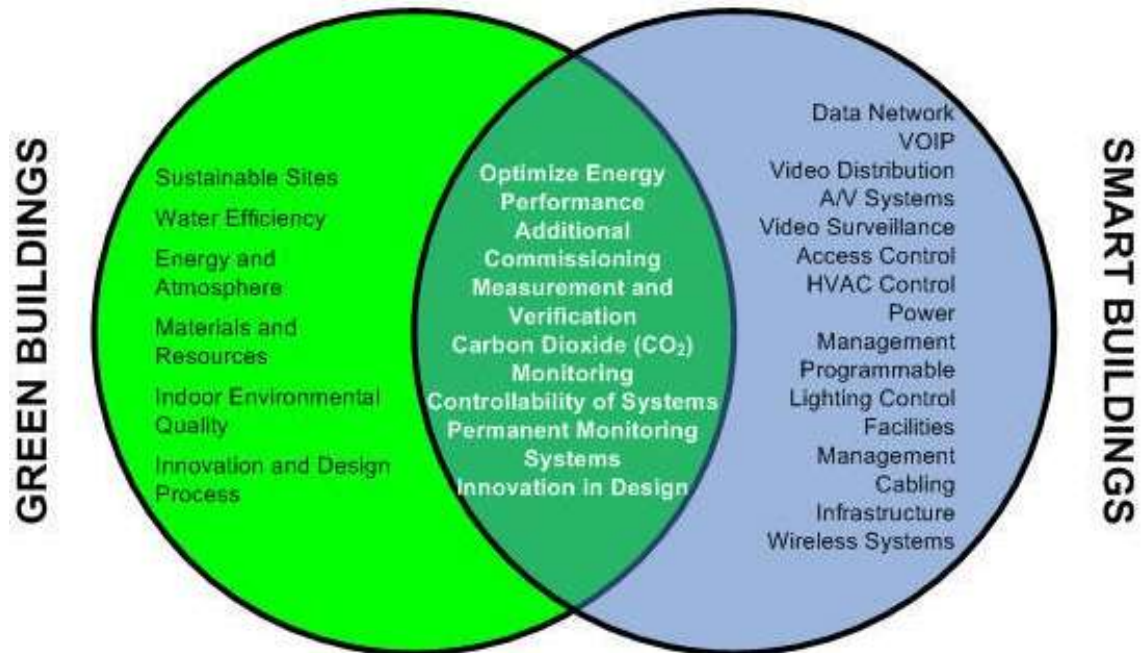 GREEN BUILDINGS
Sustainable Sites
Water Efficiency
Energy and
Atmosphere
Materials and
Resources
Indoor Environmental
Quality
Innovation and Design
Process
Optimize Energy
Performance
Additional
Commissioning
Measurement and
Verification
Carbon Dioxide (CO₂)
Monitoring
Controllability of Systems
Permanent Monitoring
Systems
Innovation in Design
Data Network
VOIP
Video Distribution
A/V Systems
Video Surveillance
Access Control
HVAC Control
Power
Management
Programmable
Lighting Control
Facilities
Management
Cabling
Infrastructure
Wireless Systems
SMART BUILDINGS